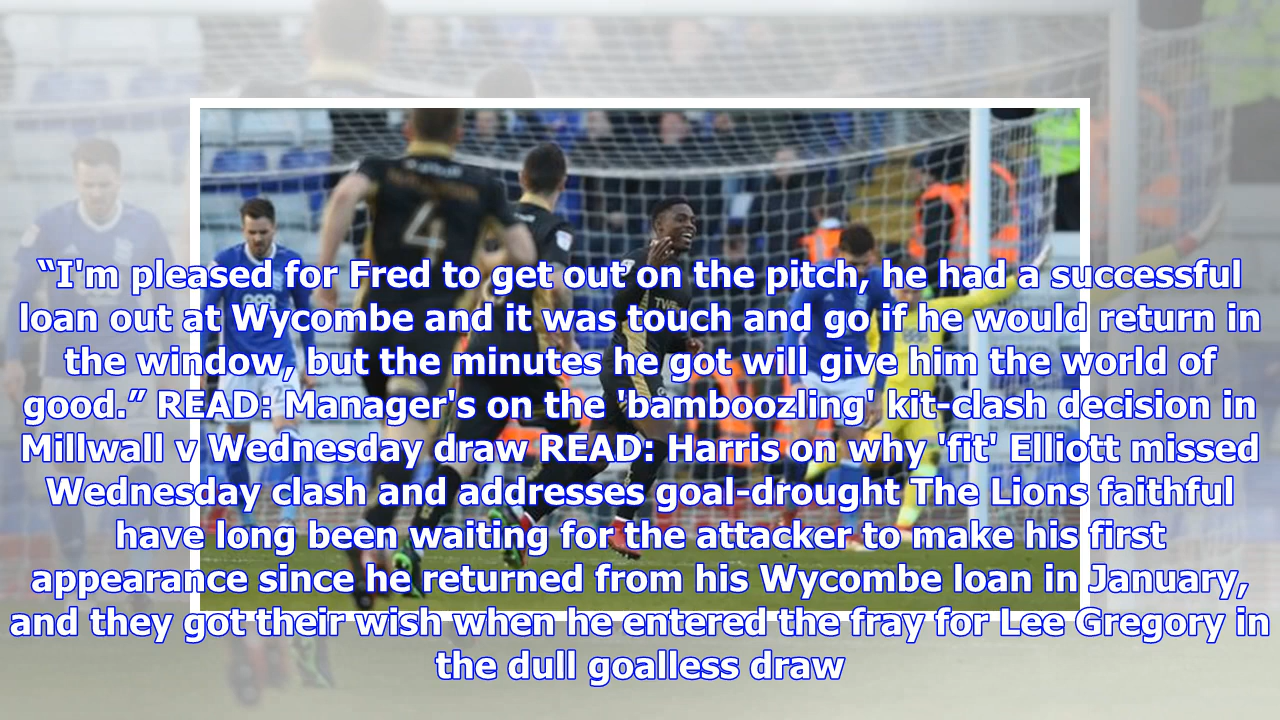 “I'm pleased for Fred to get out on the pitch, he had a successful
loan out at Wycombe and it was touch and go if he would return in
the window, but the minutes he got will give him the world of
good.” READ: Manager's on the 'bamboozling' kit-clash decision in
Millwall v Wednesday draw READ: Harris on why 'fit' Elliott missed
Wednesday clash and addresses goal-drought The Lions faithful
have long been waiting for the attacker to make his first
appearance since he returned from his Wycombe loan in January,
and they got their wish when he entered the fray for Lee Gregory in
the dull goalless draw
4